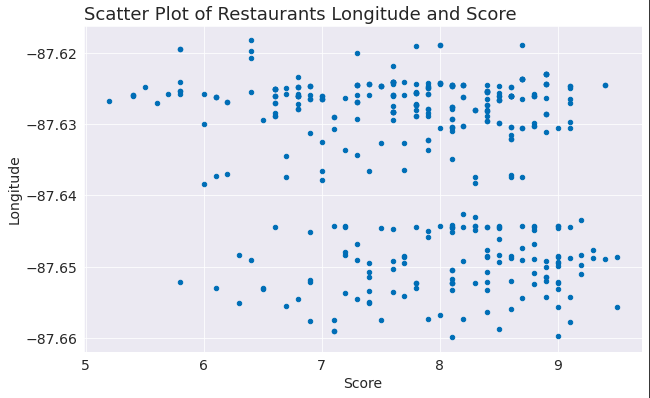 Scatter Plot of Restaurants Longitude and Score
−87.62
−87.63
−87.64
−87.65
−87.66
Longitude
5 6 7 8 9
Score